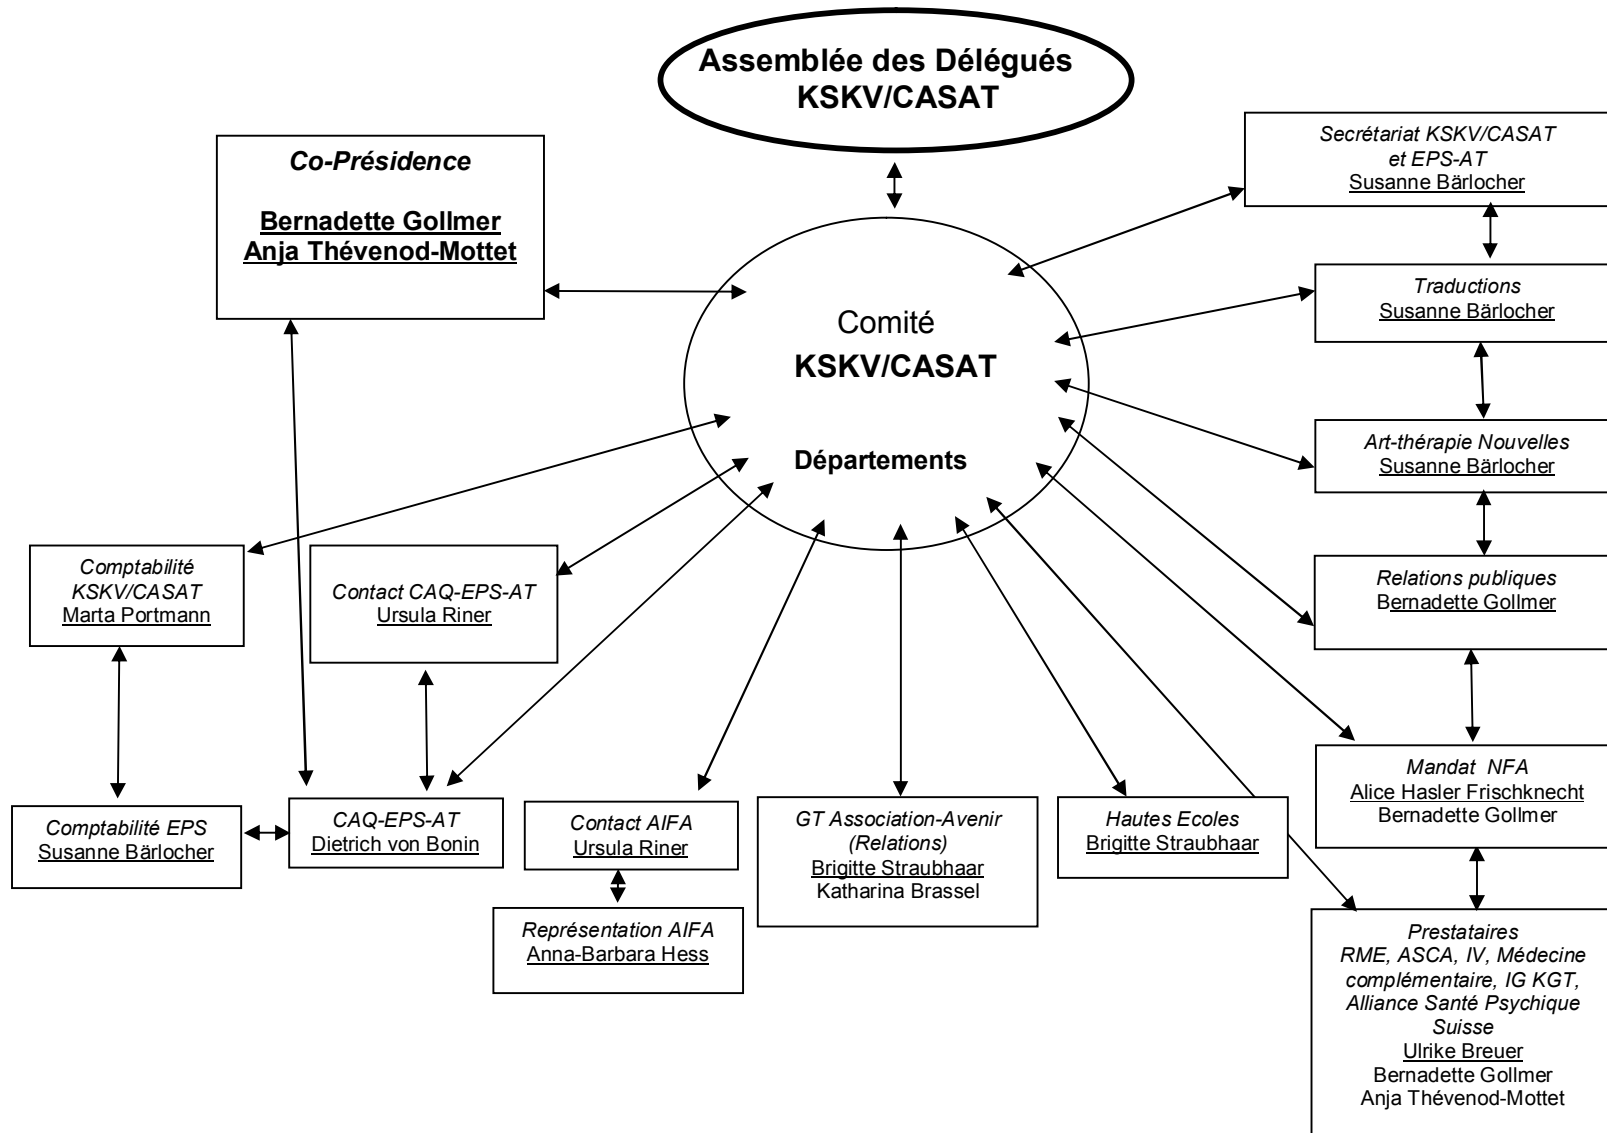 Assemblée des Délégués
KSKV/CASAT
Co-Présidence
Bernadette Gollmer
Anja Thévenod-Mottet
Secrétariat KSKV/CASAT
et EPS-AT
Susanne Bärlocher
Traductions
Susanne Bärlocher
Comité
KSKV/CASAT
Départements
Art-thérapie Nouvelles
Susanne Bärlocher
Comptabilité
KSKV/CASAT
Marta Portmann
Contact CAQ-EPS-AT
Ursula Riner
Relations publiques
Bernadette Gollmer
Mandat NFA
Alice Hasler Frischknecht
Bernadette Gollmer
Comptabilité EPS
Susanne Bärlocher
CAQ-EPS-AT
Dietrich von Bonin
Contact AIFA
Ursula Riner
GT Association-Avenir
(Relations)
Brigitte Straubhaar
Katharina Brassel
Hautes Ecoles
Brigitte Straubhaar
Représentation AIFA
Anna-Barbara Hess
Prestataires
RME, ASCA, IV, Médecine
complémentaire, IG KGT,
Alliance Santé Psychique
Suisse
Ulrike Breuer
Bernadette Gollmer
Anja Thévenod-Mottet